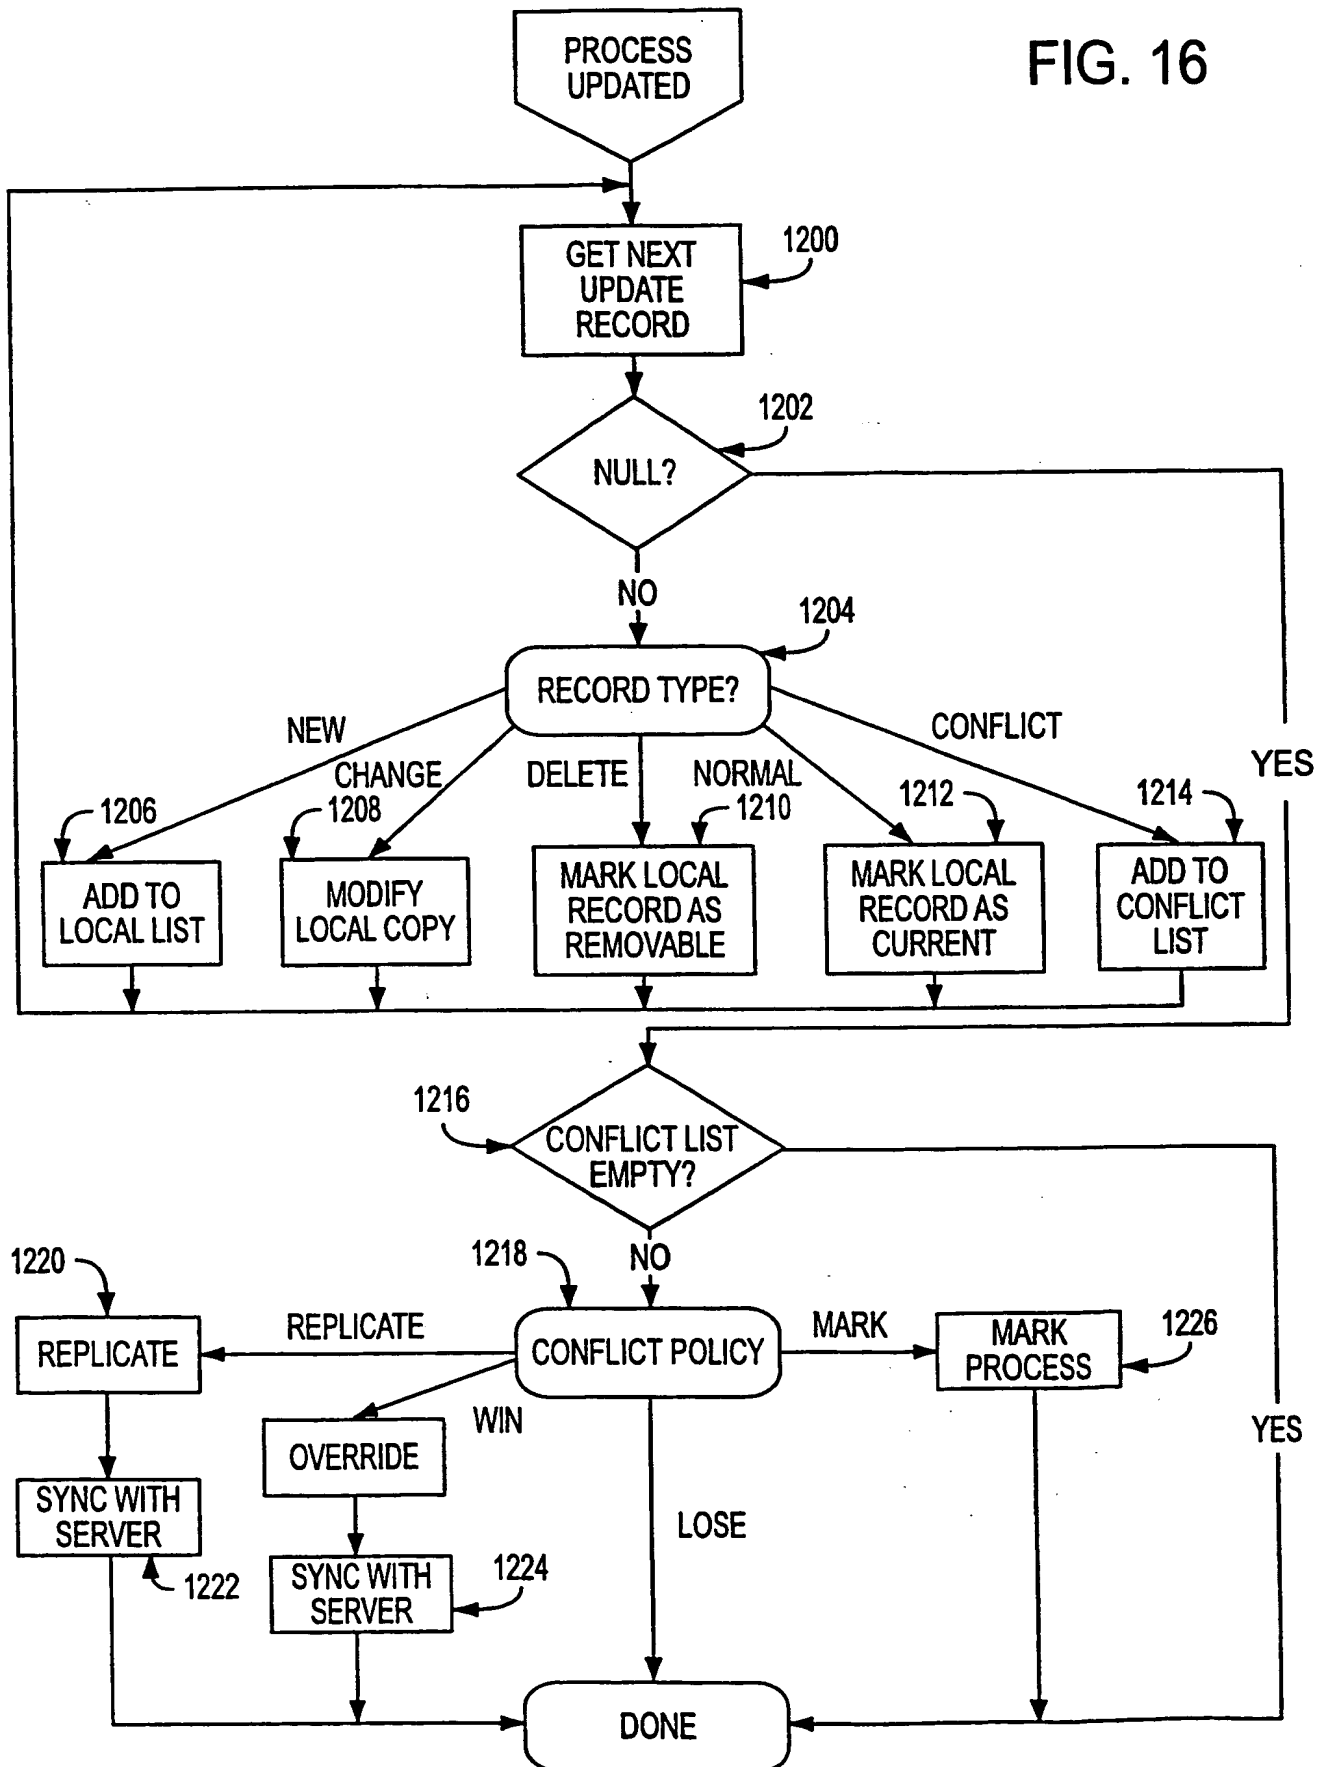 PROCESS
UPDATED
FIG. 16
GET NEXT
UPDATE
RECORD
1200
1202
NULL?
NO
1204
RECORD TYPE?
NEW
CHANGE
DELETE
NORMAL
CONFLICT
YES
1206
1208
1210
1212
1214
ADD TO
LOCAL LIST
MODIFY
LOCAL COPY
MARK LOCAL
RECORD AS
REMOVABLE
MARK LOCAL
RECORD AS
CURRENT
ADD TO
CONFLICT
LIST
1216
CONFLICT LIST
EMPTY?
NO
1218
1220
REPLICATE
REPLICATE
CONFLICT POLICY
MARK
MARK
PROCESS
1226
WIN
OVERRIDE
YES
SYNC WITH
SERVER
1222
LOSE
SYNC WITH
SERVER
1224
DONE